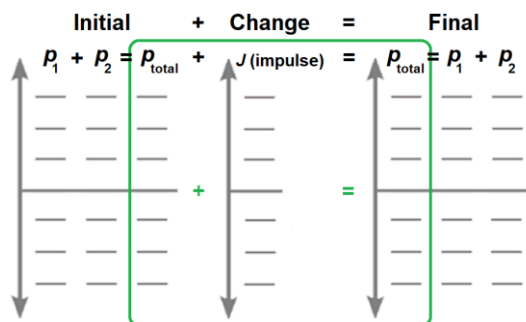 Initial + Change = Final
p1 + p2 = ptotal + J (impulse) = ptotal = p1 + p2
+ =